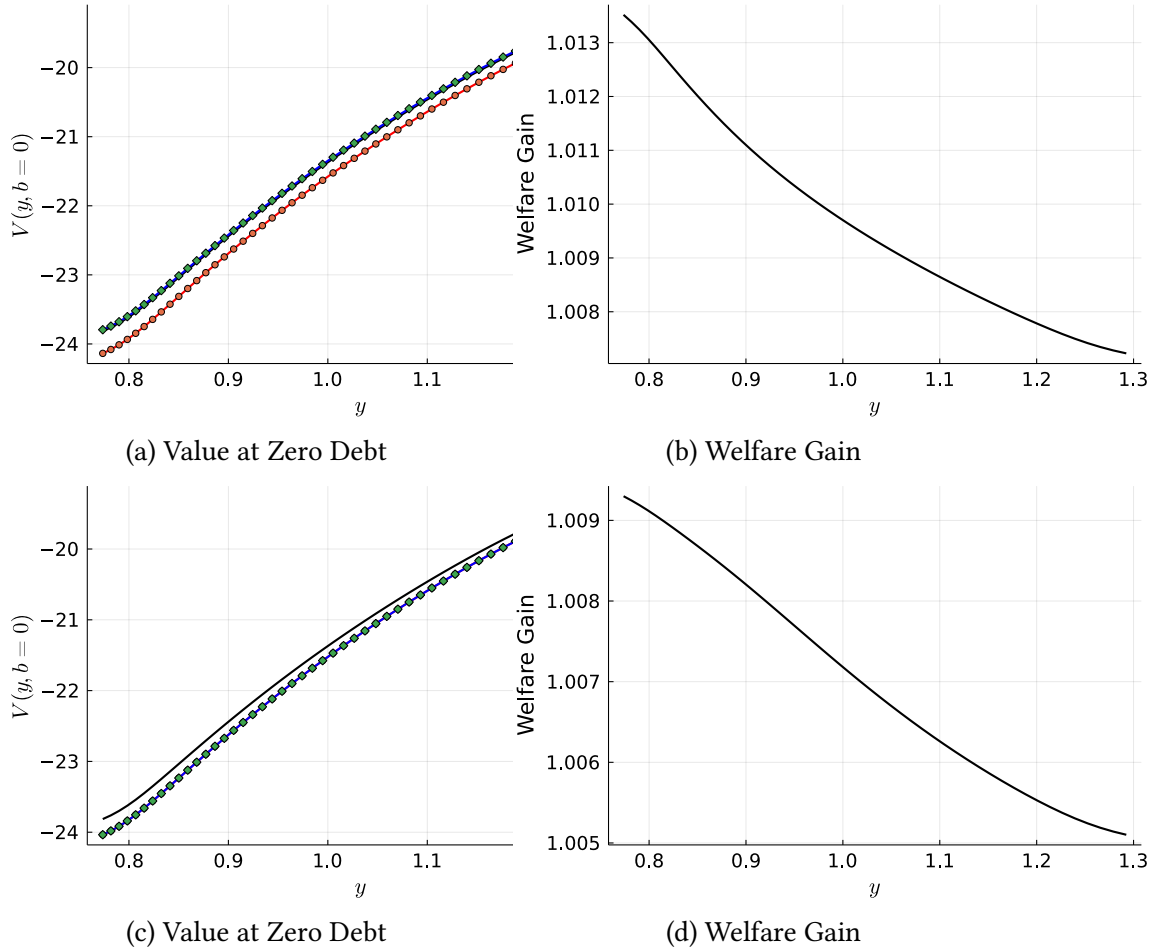 −20
−21
−22
−23
−24
V(y, b = 0)
0.8 0.9 1.0 1.1
y
(a) Value at Zero Debt
1.013
1.012
1.011
1.010
1.009
1.008
Welfare Gain
0.8 0.9 1.0 1.1 1.2 1.3
y
(b) Welfare Gain
−20
−21
−22
−23
−24
V(y, b = 0)
0.8 0.9 1.0 1.1
y
(c) Value at Zero Debt
1.009
1.008
1.007
1.006
1.005
Welfare Gain
0.8 0.9 1.0 1.1 1.2 1.3
y
(d) Welfare Gain